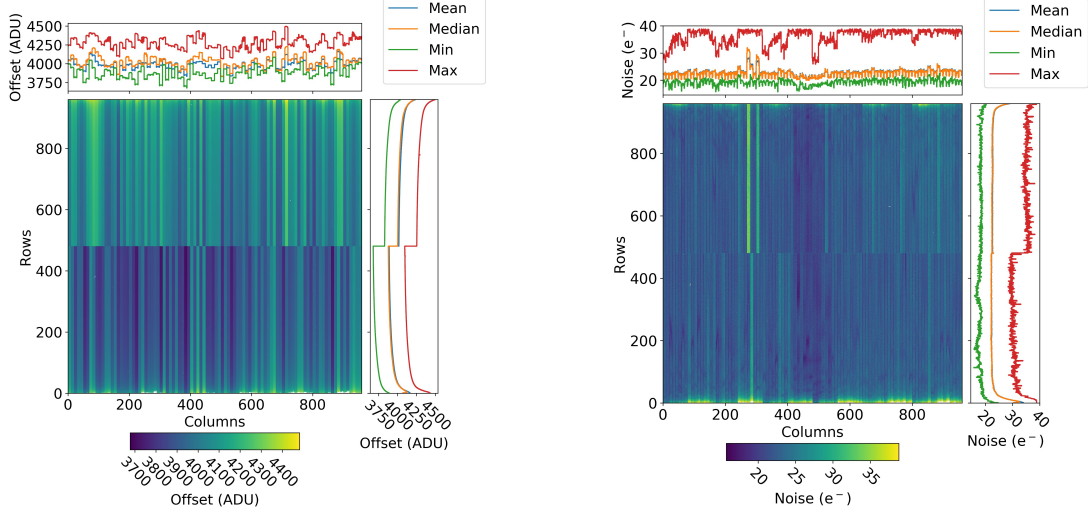 Mean
Median
Min
Max
Offset (ADU)
4500
4250
4000
3750
Rows
800
600
400
200
0
0 200 400 600 800
Columns
3750 4000 4250 4500
Offset (ADU)
3700 3800 3900 4000 4100 4200 4300 4400
Offset (ADU)
Mean
Median
Min
Max
Noise (e⁻)
40
30
20
Rows
800
600
400
200
0
0 200 400 600 800
Columns
20 30 40
Noise (e⁻)
20 25 30 35
Noise (e⁻)